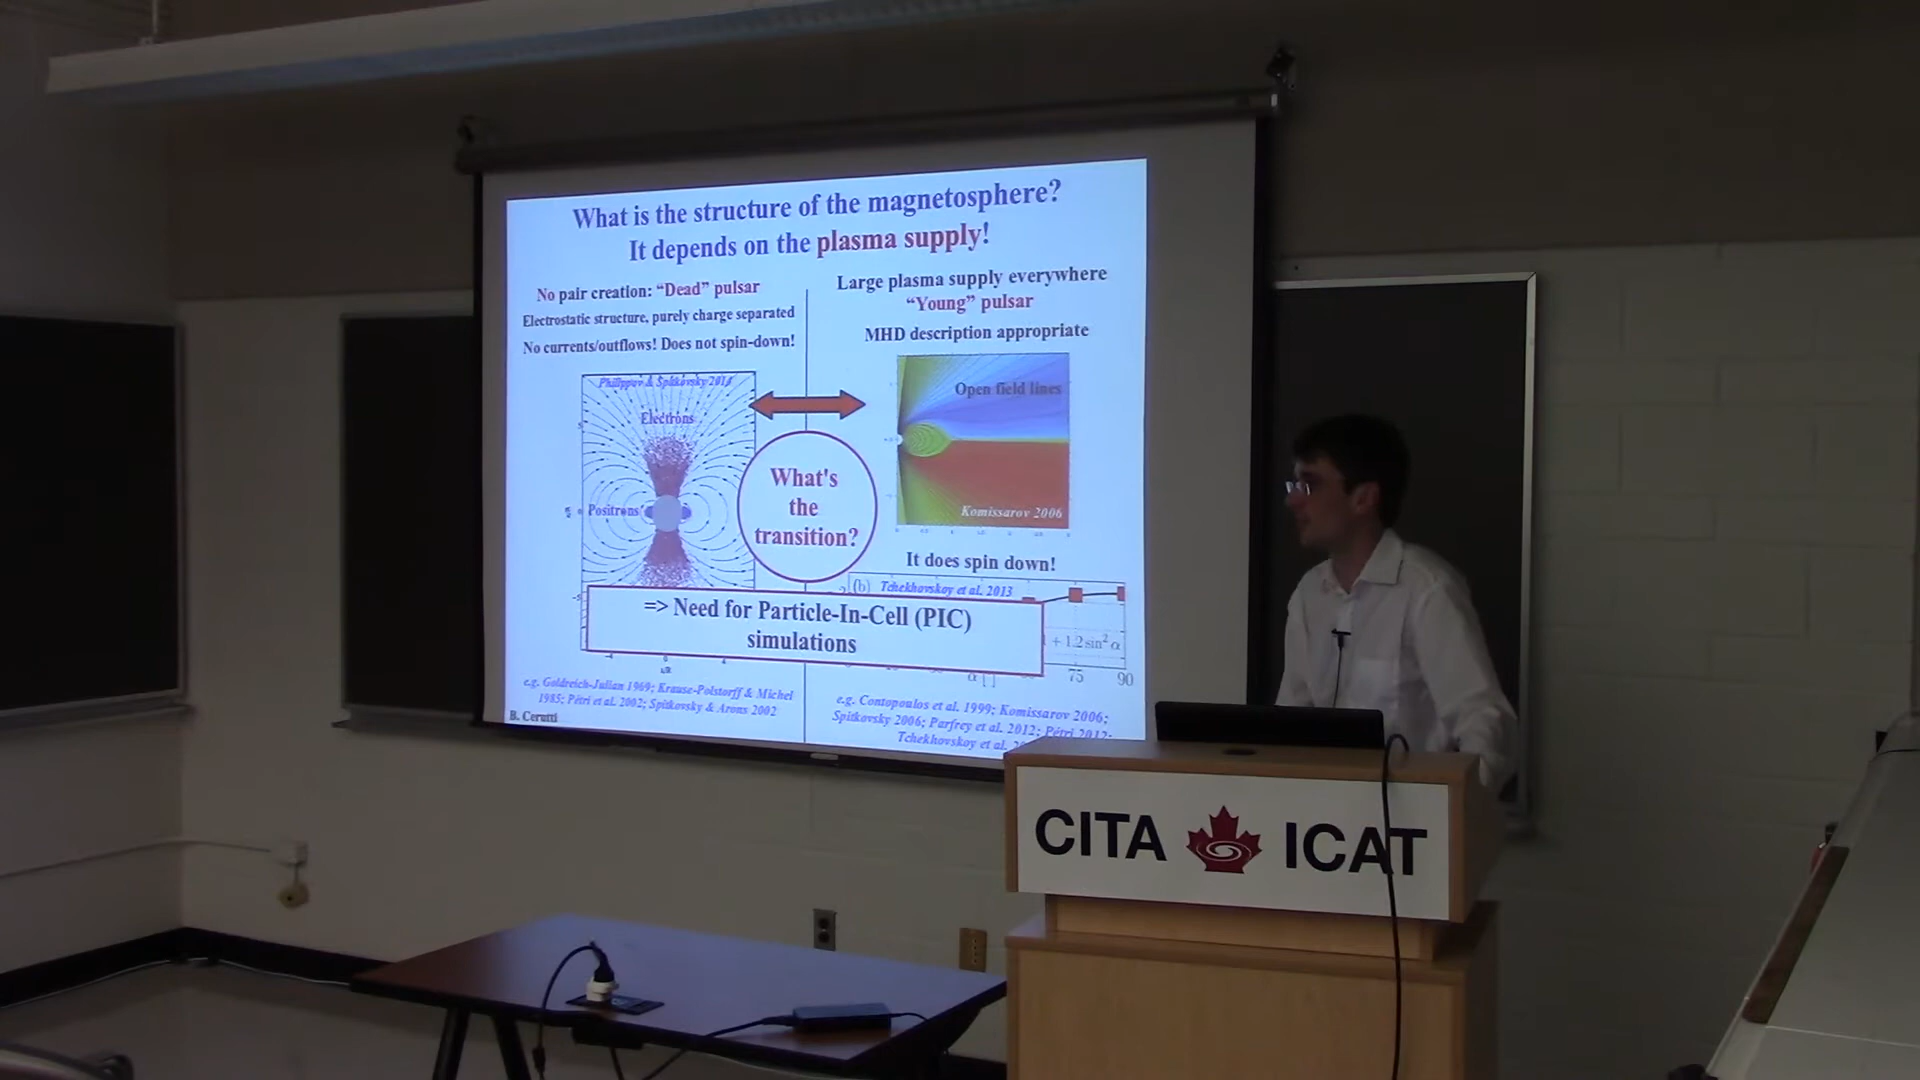 What is the structure of the magnetosphere?
It depends on the plasma supply!
No pair creation: “Dead” pulsar
Electrostatic structure, purely charge separated
No currents/outflows! Does not spin-down!
Philippov & Spitkovsky 2014
Electrons
Positrons
Large plasma supply everywhere
“Young” pulsar
MHD description appropriate
Open field lines
Komissarov 2006
What's
the
transition?
It does spin down!
(b) Tchekhovskoy et al. 2013
=> Need for Particle-In-Cell (PIC)
simulations
+ 1.2 sin² α
75
90
e.g. Goldreich-Julian 1969; Krause-Polstorff & Michel
1985; Pétri et al. 2002; Spitkovsky & Arons 2002
e.g. Contopoulos et al. 1999; Komissarov 2006;
Spitkovsky 2006; Parfrey et al. 2012; Pétri 2012;
Tchekhovskoy et al.
B. Cerutti
CITA ICAT